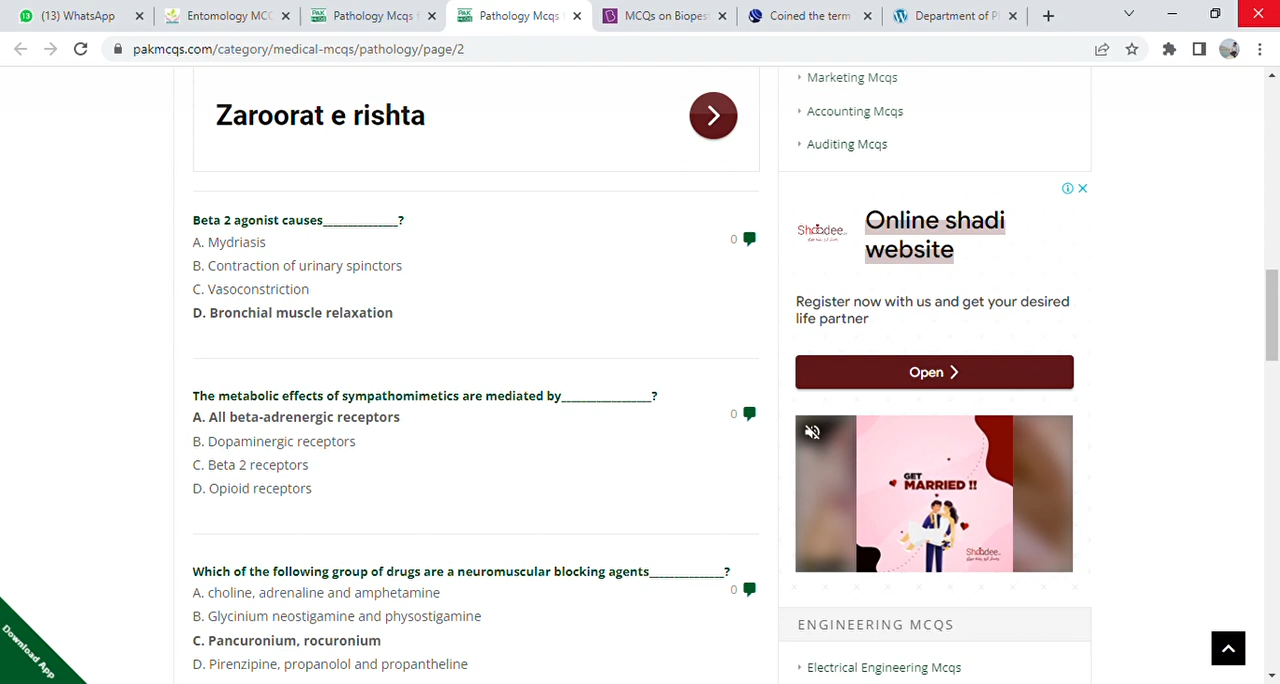 (13) WhatsApp
Entomology MCC
Pathology Mcqs
Pathology Mcqs
MCQs on Biopes
Coined the term
Department of P
pakmcqs.com/category/medical-mcqs/pathology/page/2
Zaroorat e rishta
Beta 2 agonist causes______________?
0
A. Mydriasis
B. Contraction of urinary spinctors
C. Vasoconstriction
D. Bronchial muscle relaxation
The metabolic effects of sympathomimetics are mediated by_________________?
0
A. All beta-adrenergic receptors
B. Dopaminergic receptors
C. Beta 2 receptors
D. Opioid receptors
Which of the following group of drugs are a neuromuscular blocking agents______________?
0
A. choline, adrenaline and amphetamine
B. Glycinium neostigamine and physostigamine
C. Pancuronium, rocuronium
D. Pirenzipine, propanolol and propantheline
Download App
Marketing Mcqs
Accounting Mcqs
Auditing Mcqs
Shaadee
Online shadi
website
Register now with us and get your desired
life partner
Open
GET
MARRIED !!
Shaadee
ENGINEERING MCQS
Electrical Engineering Mcqs